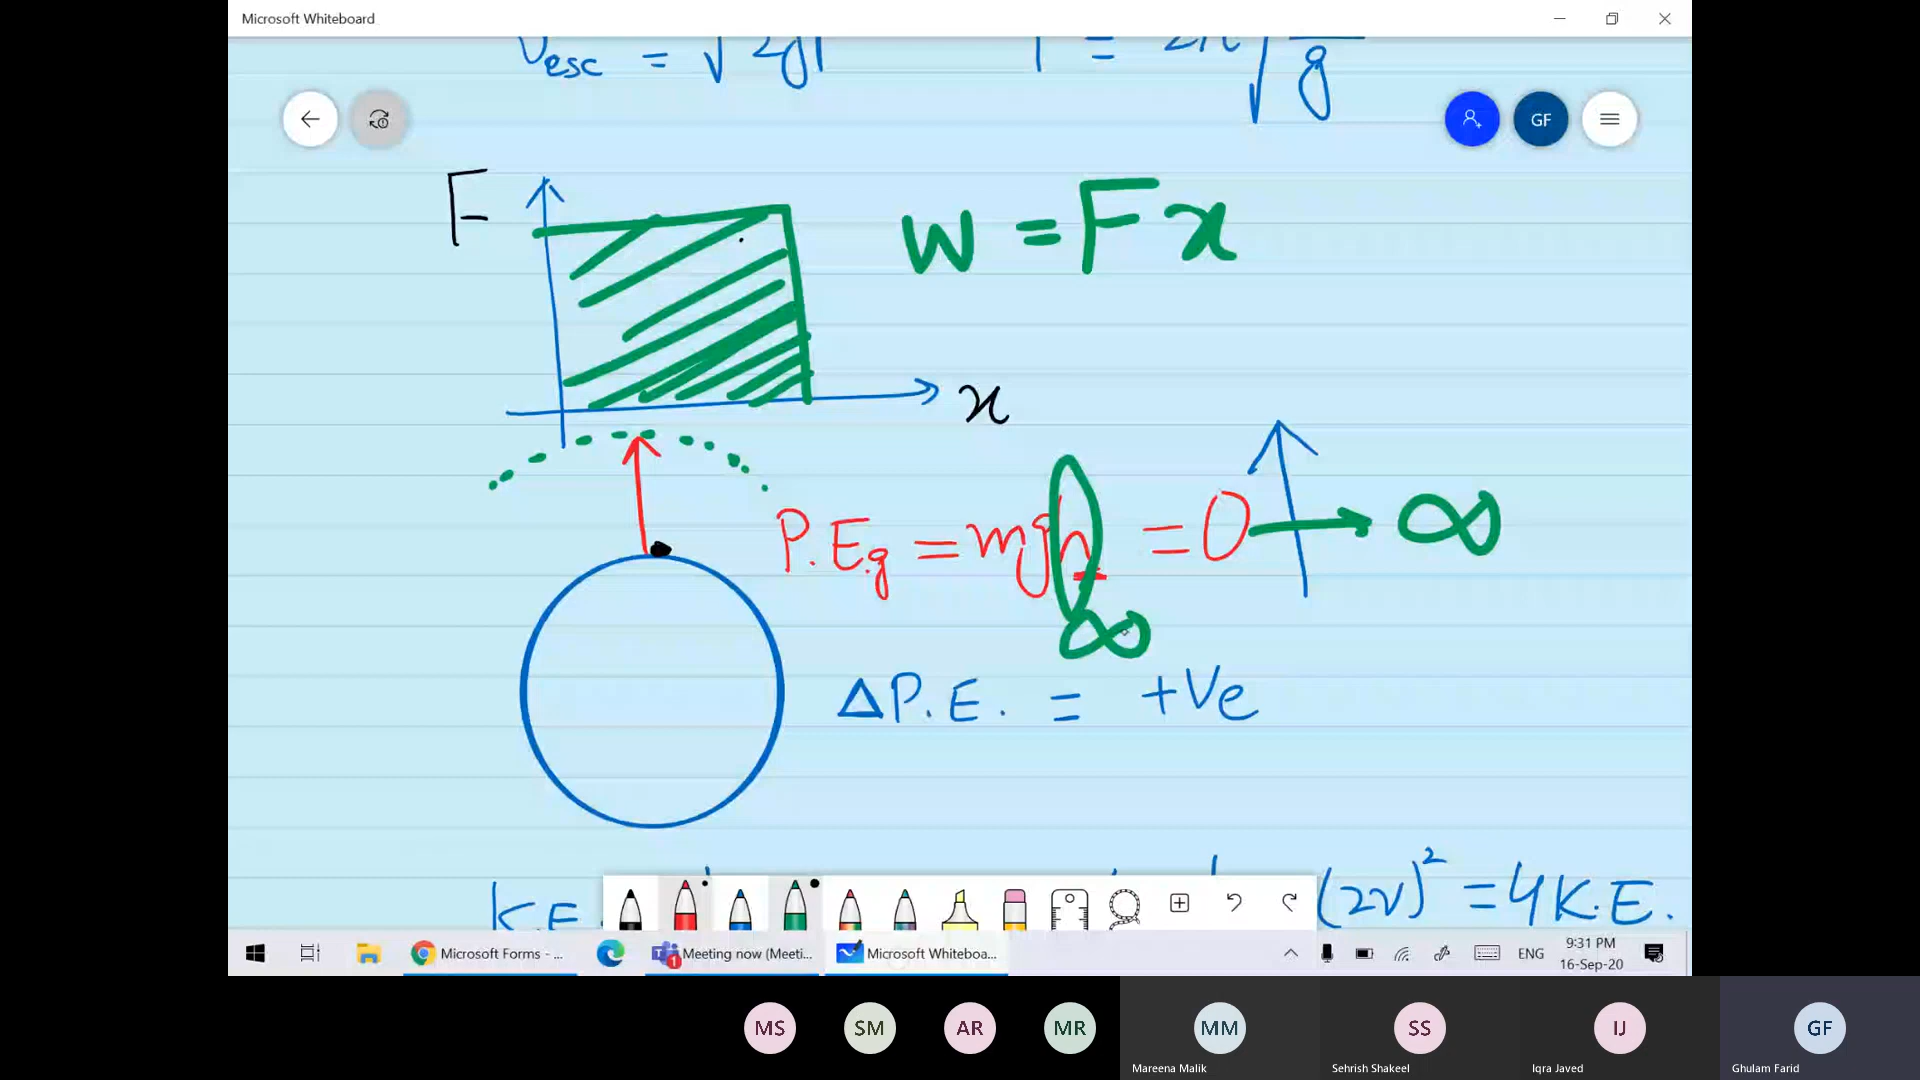 Microsoft Whiteboard
Vesc = √2gr
g
GF
F
W = Fx
x
P.Eg = mgh = 0 → ∞
∞
ΔP.E. = +Ve
K.E
(2v)² = 4K.E.
Microsoft Forms - ...
1
Meeting now (Meeti...
Microsoft Whiteboa...
ENG
9:31 PM
16-Sep-20
MS
SM
AR
MR
MM
SS
IJ
GF
Mareena Malik
Sehrish Shakeel
Iqra Javed
Ghulam Farid